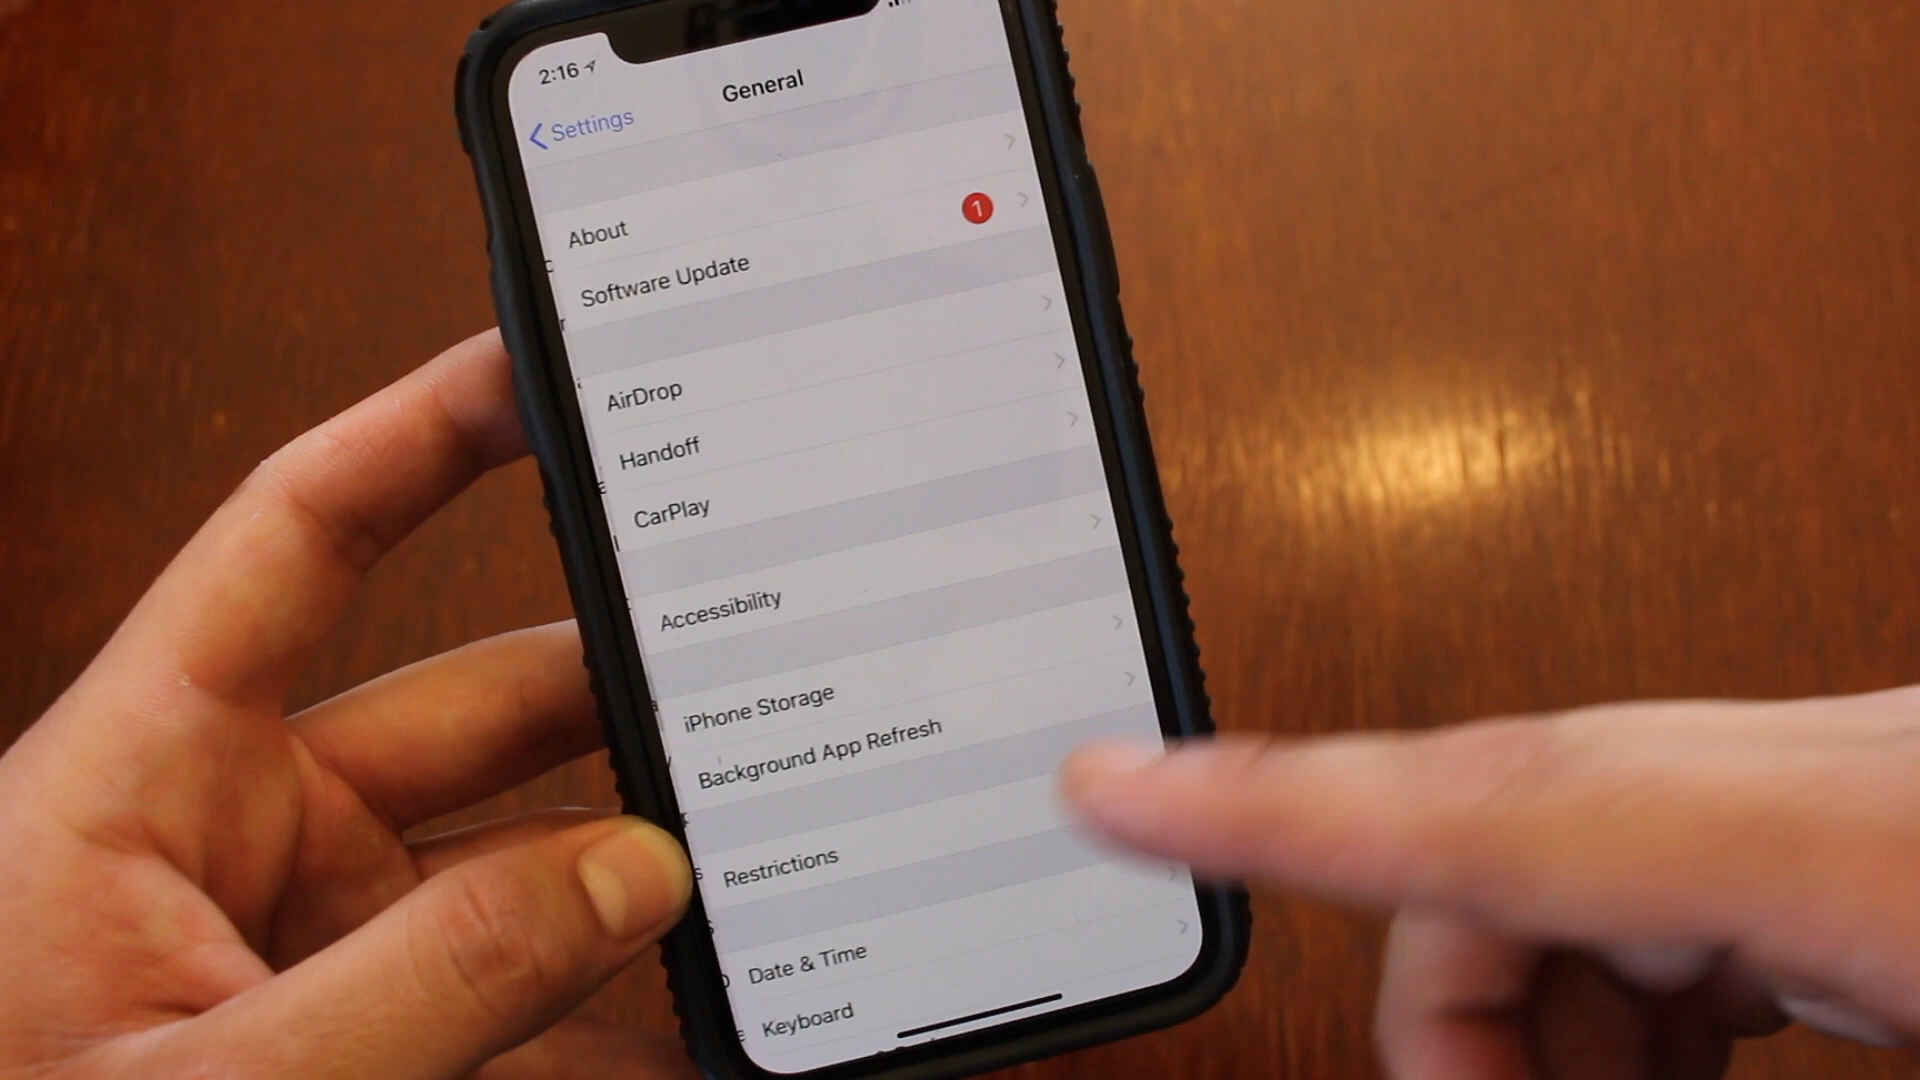 2:16
General
Settings
About
Software Update
1
AirDrop
Handoff
CarPlay
Accessibility
iPhone Storage
Background App Refresh
Restrictions
Date & Time
Keyboard